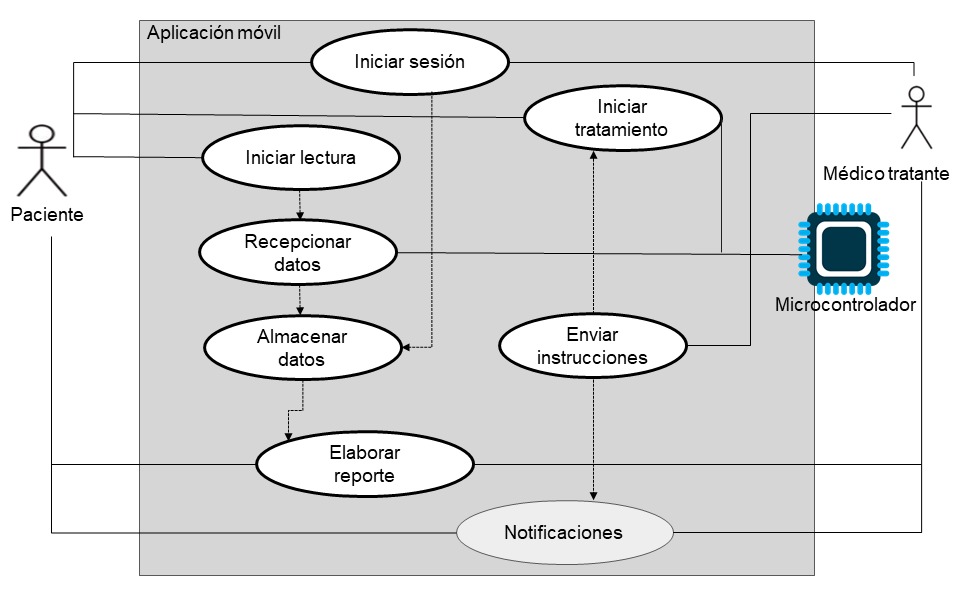 Aplicación móvil
Iniciar sesión
Iniciar
tratamiento
Iniciar lectura
Médico tratante
Paciente
Recepcionar
datos
Microcontrolador
Almacenar
datos
Enviar
instrucciones
Elaborar
reporte
Notificaciones